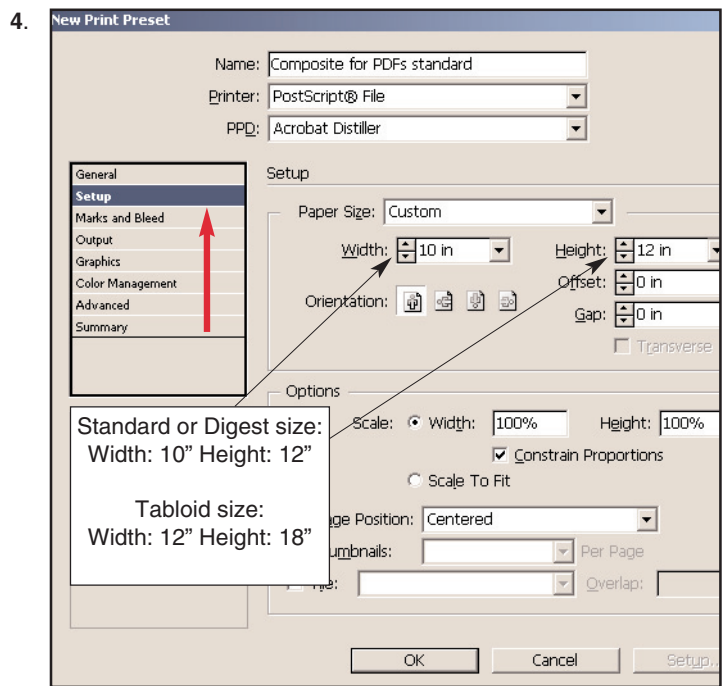 4.
New Print Preset
Name: Composite for PDFs standard
Printer: PostScript® File
PPD: Acrobat Distiller
General
Setup
Marks and Bleed
Output
Graphics
Color Management
Advanced
Summary
Setup
Paper Size: Custom
Width: 10 in Height: 12 in
Orientation: Offset: 0 in
Gap: 0 in
Transverse
Options
Scale: Width: 100% Height: 100%
Constrain Proportions
Scale To Fit
Position: Centered
Per Page
Overlap:
Standard or Digest size:
Width: 10” Height: 12”
Tabloid size:
Width: 12” Height: 18”
OK Cancel Setup..